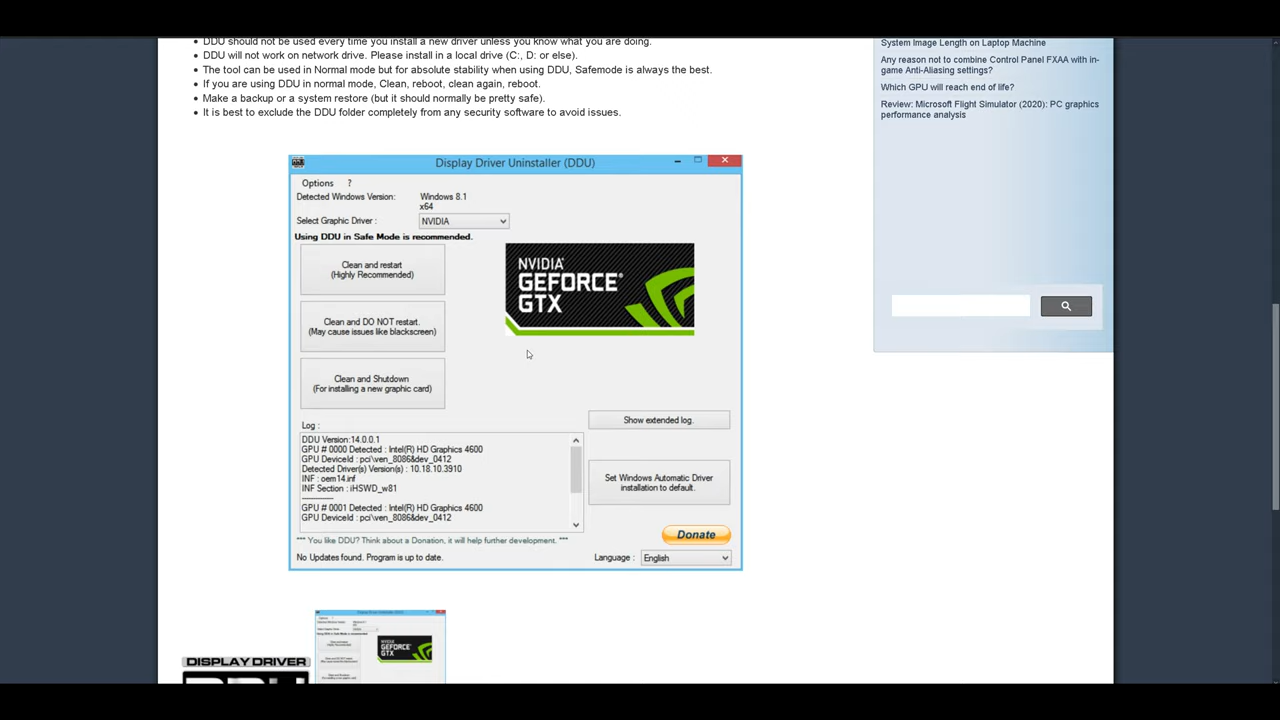 DDU should not be used every time you install a new driver unless you know what you are doing.
DDU will not work on network drive. Please install in a local drive (C:, D: or else).
The tool can be used in Normal mode but for absolute stability when using DDU, Safemode is always the best.
If you are using DDU in normal mode, Clean, reboot, clean again, reboot.
Make a backup or a system restore (but it should normally be pretty safe).
It is best to exclude the DDU folder completely from any security software to avoid issues.
System Image Length on Laptop Machine
Any reason not to combine Control Panel FXAA with in-
game Anti-Aliasing settings?
Which GPU will reach end of life?
Review: Microsoft Flight Simulator (2020): PC graphics
performance analysis
Display Driver Uninstaller (DDU)
Options ?
Detected Windows Version: Windows 8.1
x64
Select Graphic Driver : NVIDIA
Using DDU in Safe Mode is recommended.
Clean and restart
(Highly Recommended)
Clean and DO NOT restart.
(May cause issues like blackscreen)
Clean and Shutdown
(For installing a new graphic card)
NVIDIA
GEFORCE
GTX
Log :
DDU Version:14.0.0.1
GPU # 0000 Detected : Intel(R) HD Graphics 4600
GPU DeviceId : pci\ven_8086&dev_0412
Detected Driver(s) Version(s) : 10.18.10.3910
INF : oem14.inf
INF Section : iHSWD_w81
-----------
GPU # 0001 Detected : Intel(R) HD Graphics 4600
GPU DeviceId : pci\ven_8086&dev_0412
Show extended log.
Set Windows Automatic Driver
installation to default.
Donate
*** You like DDU? Think about a Donation, it will help further development. ***
No Updates found. Program is up to date.
Language : English
NVIDIA
GEFORCE
GTX
DISPLAY DRIVER